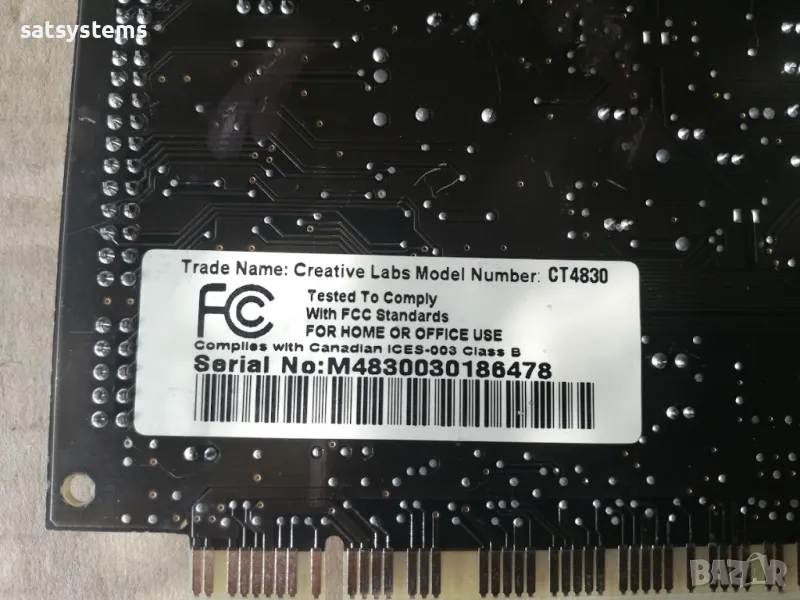 satsystems
Trade Name: Creative Labs Model Number: CT4830
FC
Tested To Comply
With FCC Standards
FOR HOME OR OFFICE USE
Complies with Canadian ICES-003 Class B
Serial No:M4830030186478
BAZAR